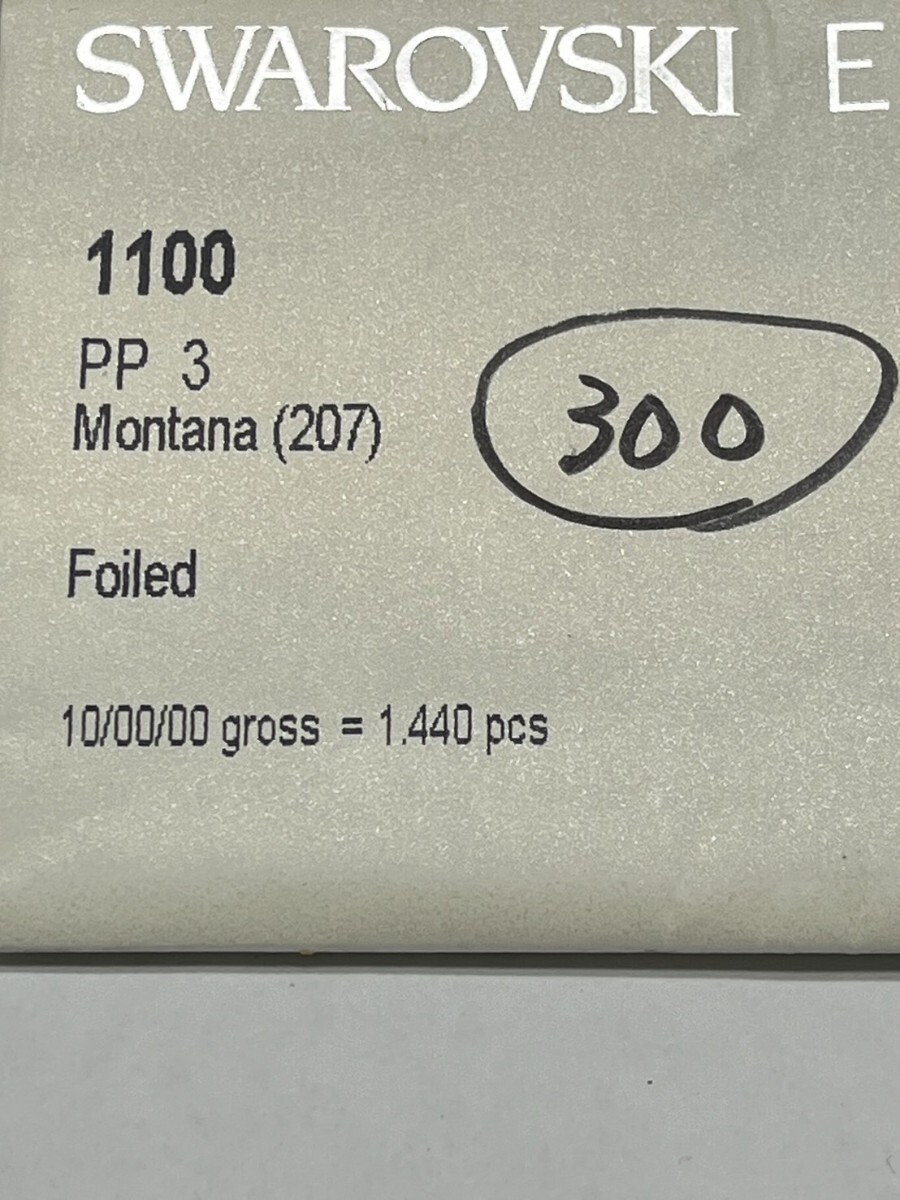 SWAROVSKI E
1100
PP 3
Montana (207)
300
Foiled
10/00/00 gross = 1.440 pcs